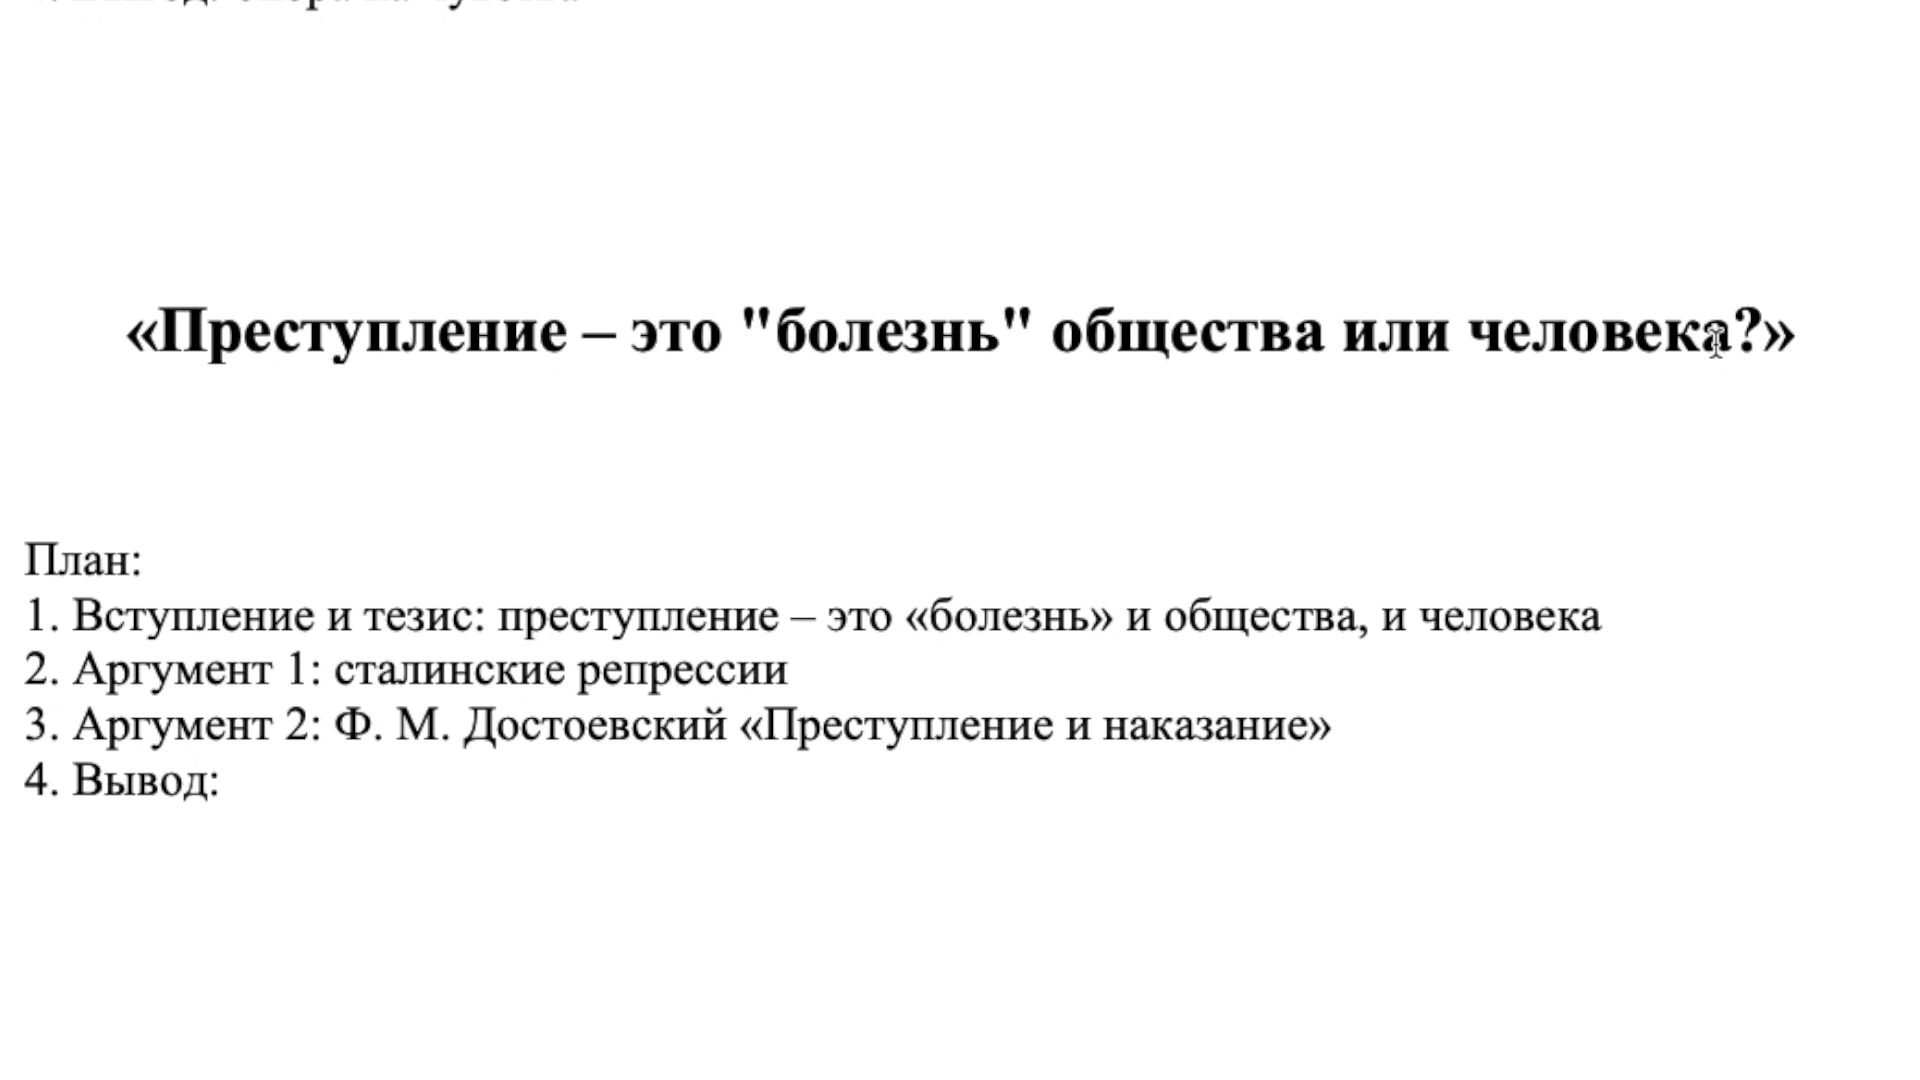 «Преступление – это "болезнь" общества или человека?»
План:
1. Вступление и тезис: преступление – это «болезнь» и общества, и человека
2. Аргумент 1: сталинские репрессии
3. Аргумент 2: Ф. М. Достоевский «Преступление и наказание»
4. Вывод: